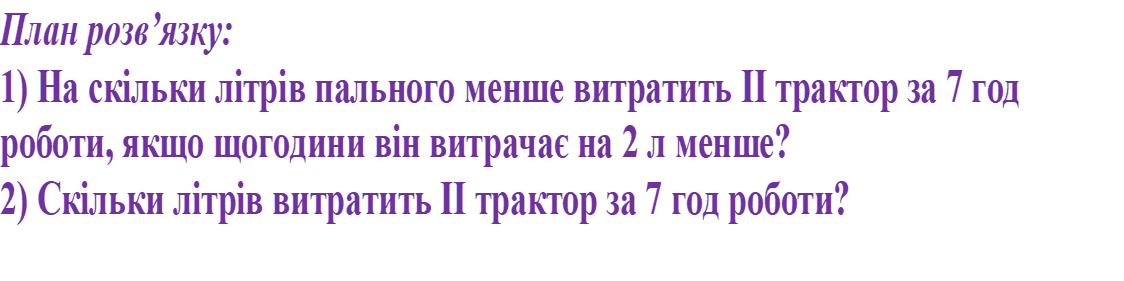 План розв’язку:
1) На скільки літрів пального менше витратить ІІ трактор за 7 год
роботи, якщо щогодини він витрачає на 2 л менше?
2) Скільки літрів витратить ІІ трактор за 7 год роботи?